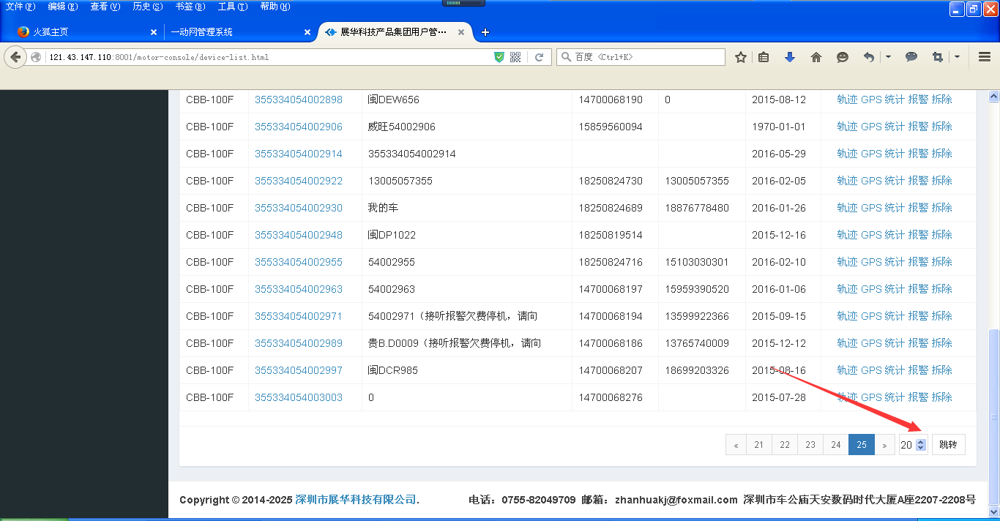 文件(F) 编辑(E) 查看(V) 历史(S) 书签(B) 工具(T) 帮助(H)
火狐主页 一动网管理系统 展华科技产品集团用户管…
121.43.147.110:8001/motor-console/device-list.html 百度 <Ctrl+K>
CBB-100F 355334054002898 闽DEW656 14700068190 0 2015-08-12 轨迹 GPS 统计 报警 拆除
CBB-100F 355334054002906 威旺54002906 15859560094 1970-01-01 轨迹 GPS 统计 报警 拆除
CBB-100F 355334054002914 355334054002914 2016-05-29 轨迹 GPS 统计 报警 拆除
CBB-100F 355334054002922 13005057355 18250824730 13005057355 2016-02-05 轨迹 GPS 统计 报警 拆除
CBB-100F 355334054002930 我的车 18250824689 18876778480 2016-01-26 轨迹 GPS 统计 报警 拆除
CBB-100F 355334054002948 闽DP1022 18250819514 2015-12-16 轨迹 GPS 统计 报警 拆除
CBB-100F 355334054002955 54002955 18250824716 15103030301 2016-02-10 轨迹 GPS 统计 报警 拆除
CBB-100F 355334054002963 54002963 14700068197 15959390520 2016-01-06 轨迹 GPS 统计 报警 拆除
CBB-100F 355334054002971 54002971（接听报警欠费停机，请向 14700068194 13599922366 2015-09-15 轨迹 GPS 统计 报警 拆除
CBB-100F 355334054002989 贵B.D0009（接听报警欠费停机，请向 14700068186 13765740009 2015-12-12 轨迹 GPS 统计 报警 拆除
CBB-100F 355334054002997 闽DCR985 14700068207 18699203326 2015-08-16 轨迹 GPS 统计 报警 拆除
CBB-100F 355334054003003 0 14700068276 2015-07-28 轨迹 GPS 统计 报警 拆除
« 21 22 23 24 25 » 20 跳转
Copyright © 2014-2025 深圳市展华科技有限公司. 电话：0755-82049709 邮箱：zhanhuakj@foxmail.com 深圳市车公庙天安数码时代大厦A座2207-2208号